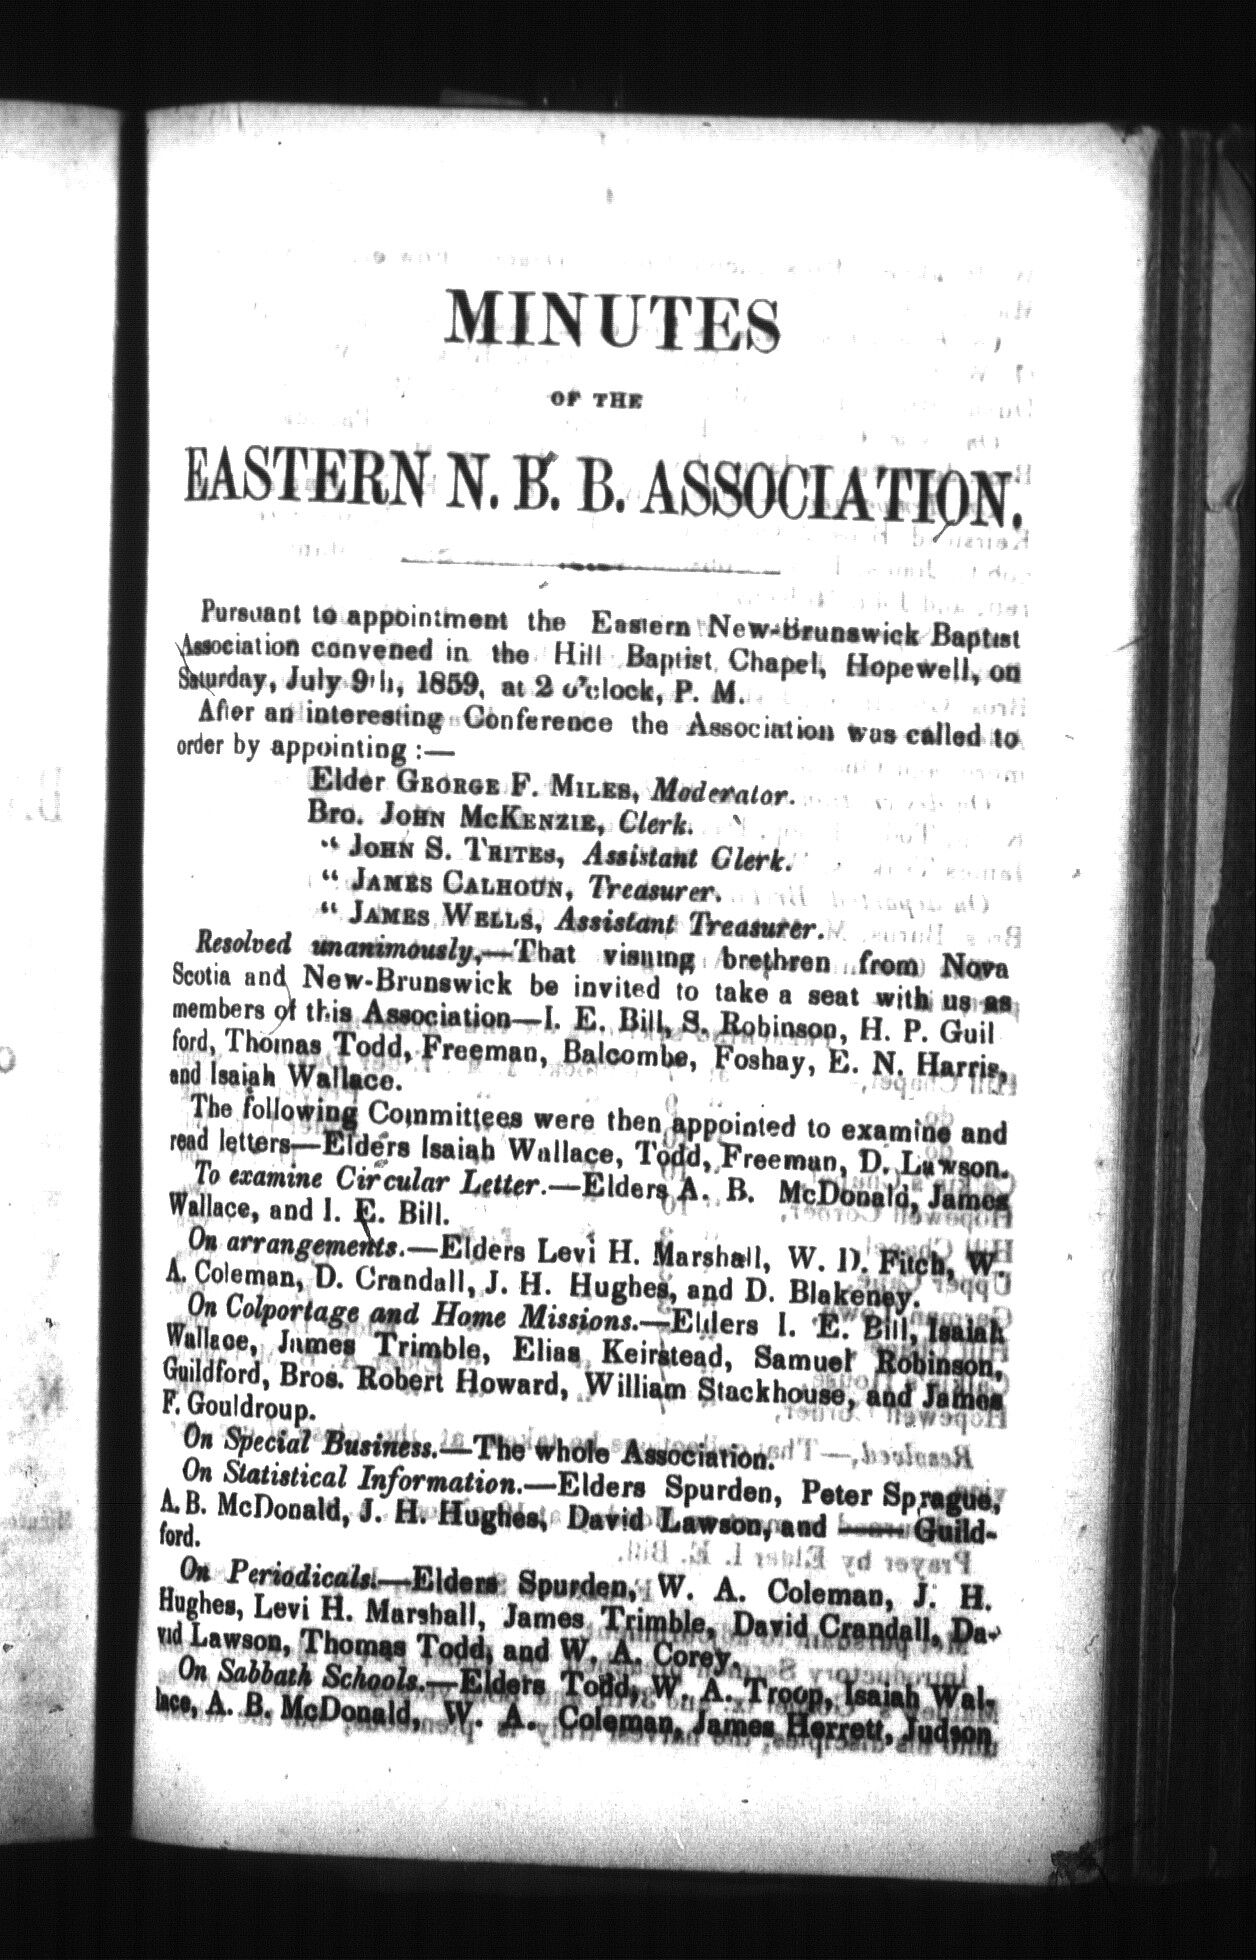 MINUTES
OF THE
EASTERN N. B. B. ASSOCIATION.
Pursuant to appointment the Eastern New-Brunswick Baptist
Association convened in the Hill Baptist Chapel, Hopewell, on
Saturday, July 9th, 1859, at 2 o'clock, P. M.
After an interesting Conference the Association was called to
order by appointing :—
Elder GEORGE F. MILES, Moderator.
Bro. JOHN McKENZIE, Clerk.
" JOHN S. TRITES, Assistant Clerk.
" JAMES CALHOUN, Treasurer.
" JAMES WELLS, Assistant Treasurer.
Resolved unanimously,—That visiting brethren from Nova
Scotia and New-Brunswick be invited to take a seat with us as
members of this Association—I. E. Bill, S. Robinson, H. P. Guil
ford, Thomas Todd, Freeman, Balcombe, Foshay, E. N. Harris,
and Isaiah Wallace.
The following Committees were then appointed to examine and
read letters—Elders Isaiah Wallace, Todd, Freeman, D. Lawson.
To examine Circular Letter.—Elders A. B. McDonald, James
Wallace, and I. E. Bill.
On arrangements.—Elders Levi H. Marshall, W. D. Fitch, W.
A. Coleman, D. Crandall, J. H. Hughes, and D. Blakeney.
On Colportage and Home Missions.—Elders I. E. Bill, Isaiah
Wallace, James Trimble, Elias Keirstead, Samuel Robinson,
Guildford, Bros. Robert Howard, William Stackhouse, and James
F. Gouldroup.
On Special Business.—The whole Association.
On Statistical Information.—Elders Spurden, Peter Sprague,
A. B. McDonald, J. H. Hughes, David Lawson, and —— Guild-
ford.
On Periodicals.—Elders Spurden, W. A. Coleman, J. H.
Hughes, Levi H. Marshall, James Trimble, David Crandall, Da-
vid Lawson, Thomas Todd, and W. A. Corey.
On Sabbath Schools.—Elders Todd, W. A. Troop, Isaiah Wal-
lace, A. B. McDonald, W. A. Coleman, James Herrett, Judson